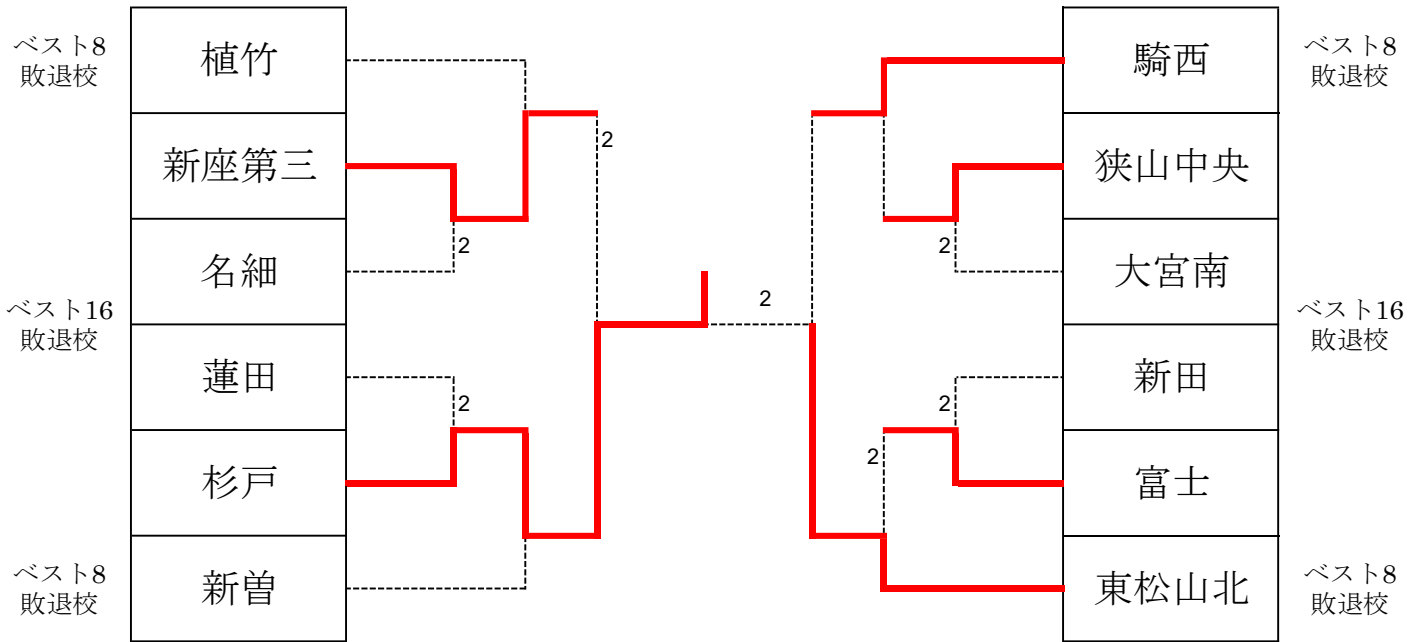 ベスト8
敗退校
植竹
新座第三
名細
ベスト16
敗退校
蓮田
杉戸
ベスト8
敗退校
新曽
2
2
2
2
騎西
ベスト8
敗退校
狭山中央
2
大宮南
ベスト16
敗退校
新田
2
2
富士
東松山北
ベスト8
敗退校